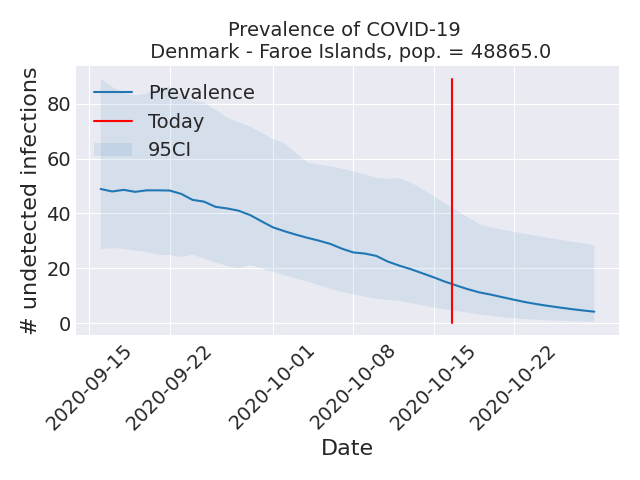 Prevalence of COVID-19
Denmark - Faroe Islands, pop. = 48865.0
# undetected infections
80
60
40
20
0
Prevalence
Today
95CI
2020-09-15
2020-09-22
2020-10-01
2020-10-08
2020-10-15
2020-10-22
Date